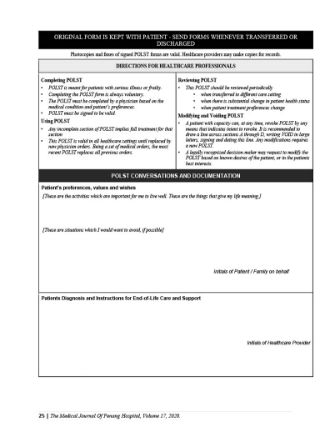 ORIGINAL FORM IS KEPT WITH PATIENT - SEND FORMS WHENEVER TRANSFERRED OR
DISCHARGED
Photocopies and faxes of signed POLST forms are valid. Healthcare providers may make copies for records.
DIRECTIONS FOR HEALTHCARE PROFESSIONALS
Completing POLST
• POLST is meant for patients with serious illness or frailty.
• Completing the POLST form is always voluntary.
• The POLST must be completed by a physician based on the
medical condition and patient's preference.
• POLST must be signed to be valid.
Using POLST
• Any incomplete section of POLST implies full treatment for that
section
• This POLST is valid in all healthcare settings until replaced by
new physician orders. Being a set of medical orders, the most
recent POLST replaces all previous orders.
Reviewing POLST
• This POLST should be reviewed periodically
• when transferred to different care setting
• when there is substantial change in patient health status
• when patient treatment preferences change
Modifying and Voiding POLST
• A patient with capacity can, at any time, revoke POLST by any
means that indicates intent to revoke. It is recommended to
draw a line across sections A through D, writing VOID in large
letters, signing and dating this line. Any modifications requires
a new POLST.
• A legally recognized decision maker may request to modify the
POLST based on known desires of the patient, or in the patients
best interests.
POLST CONVERSATIONS AND DOCUMENTATION
Patient's preferences, values and wishes
[These are the activities which are important for me to live well. These are the things that give my life meaning.]
[These are situations which I would want to avoid, if possible]
Initials of Patient / Family on behalf
Patients Diagnosis and Instructions for End-of-Life Care and Support
Initials of Healthcare Provider
25 | The Medical Journal Of Penang Hospital, Volume 17, 2020.